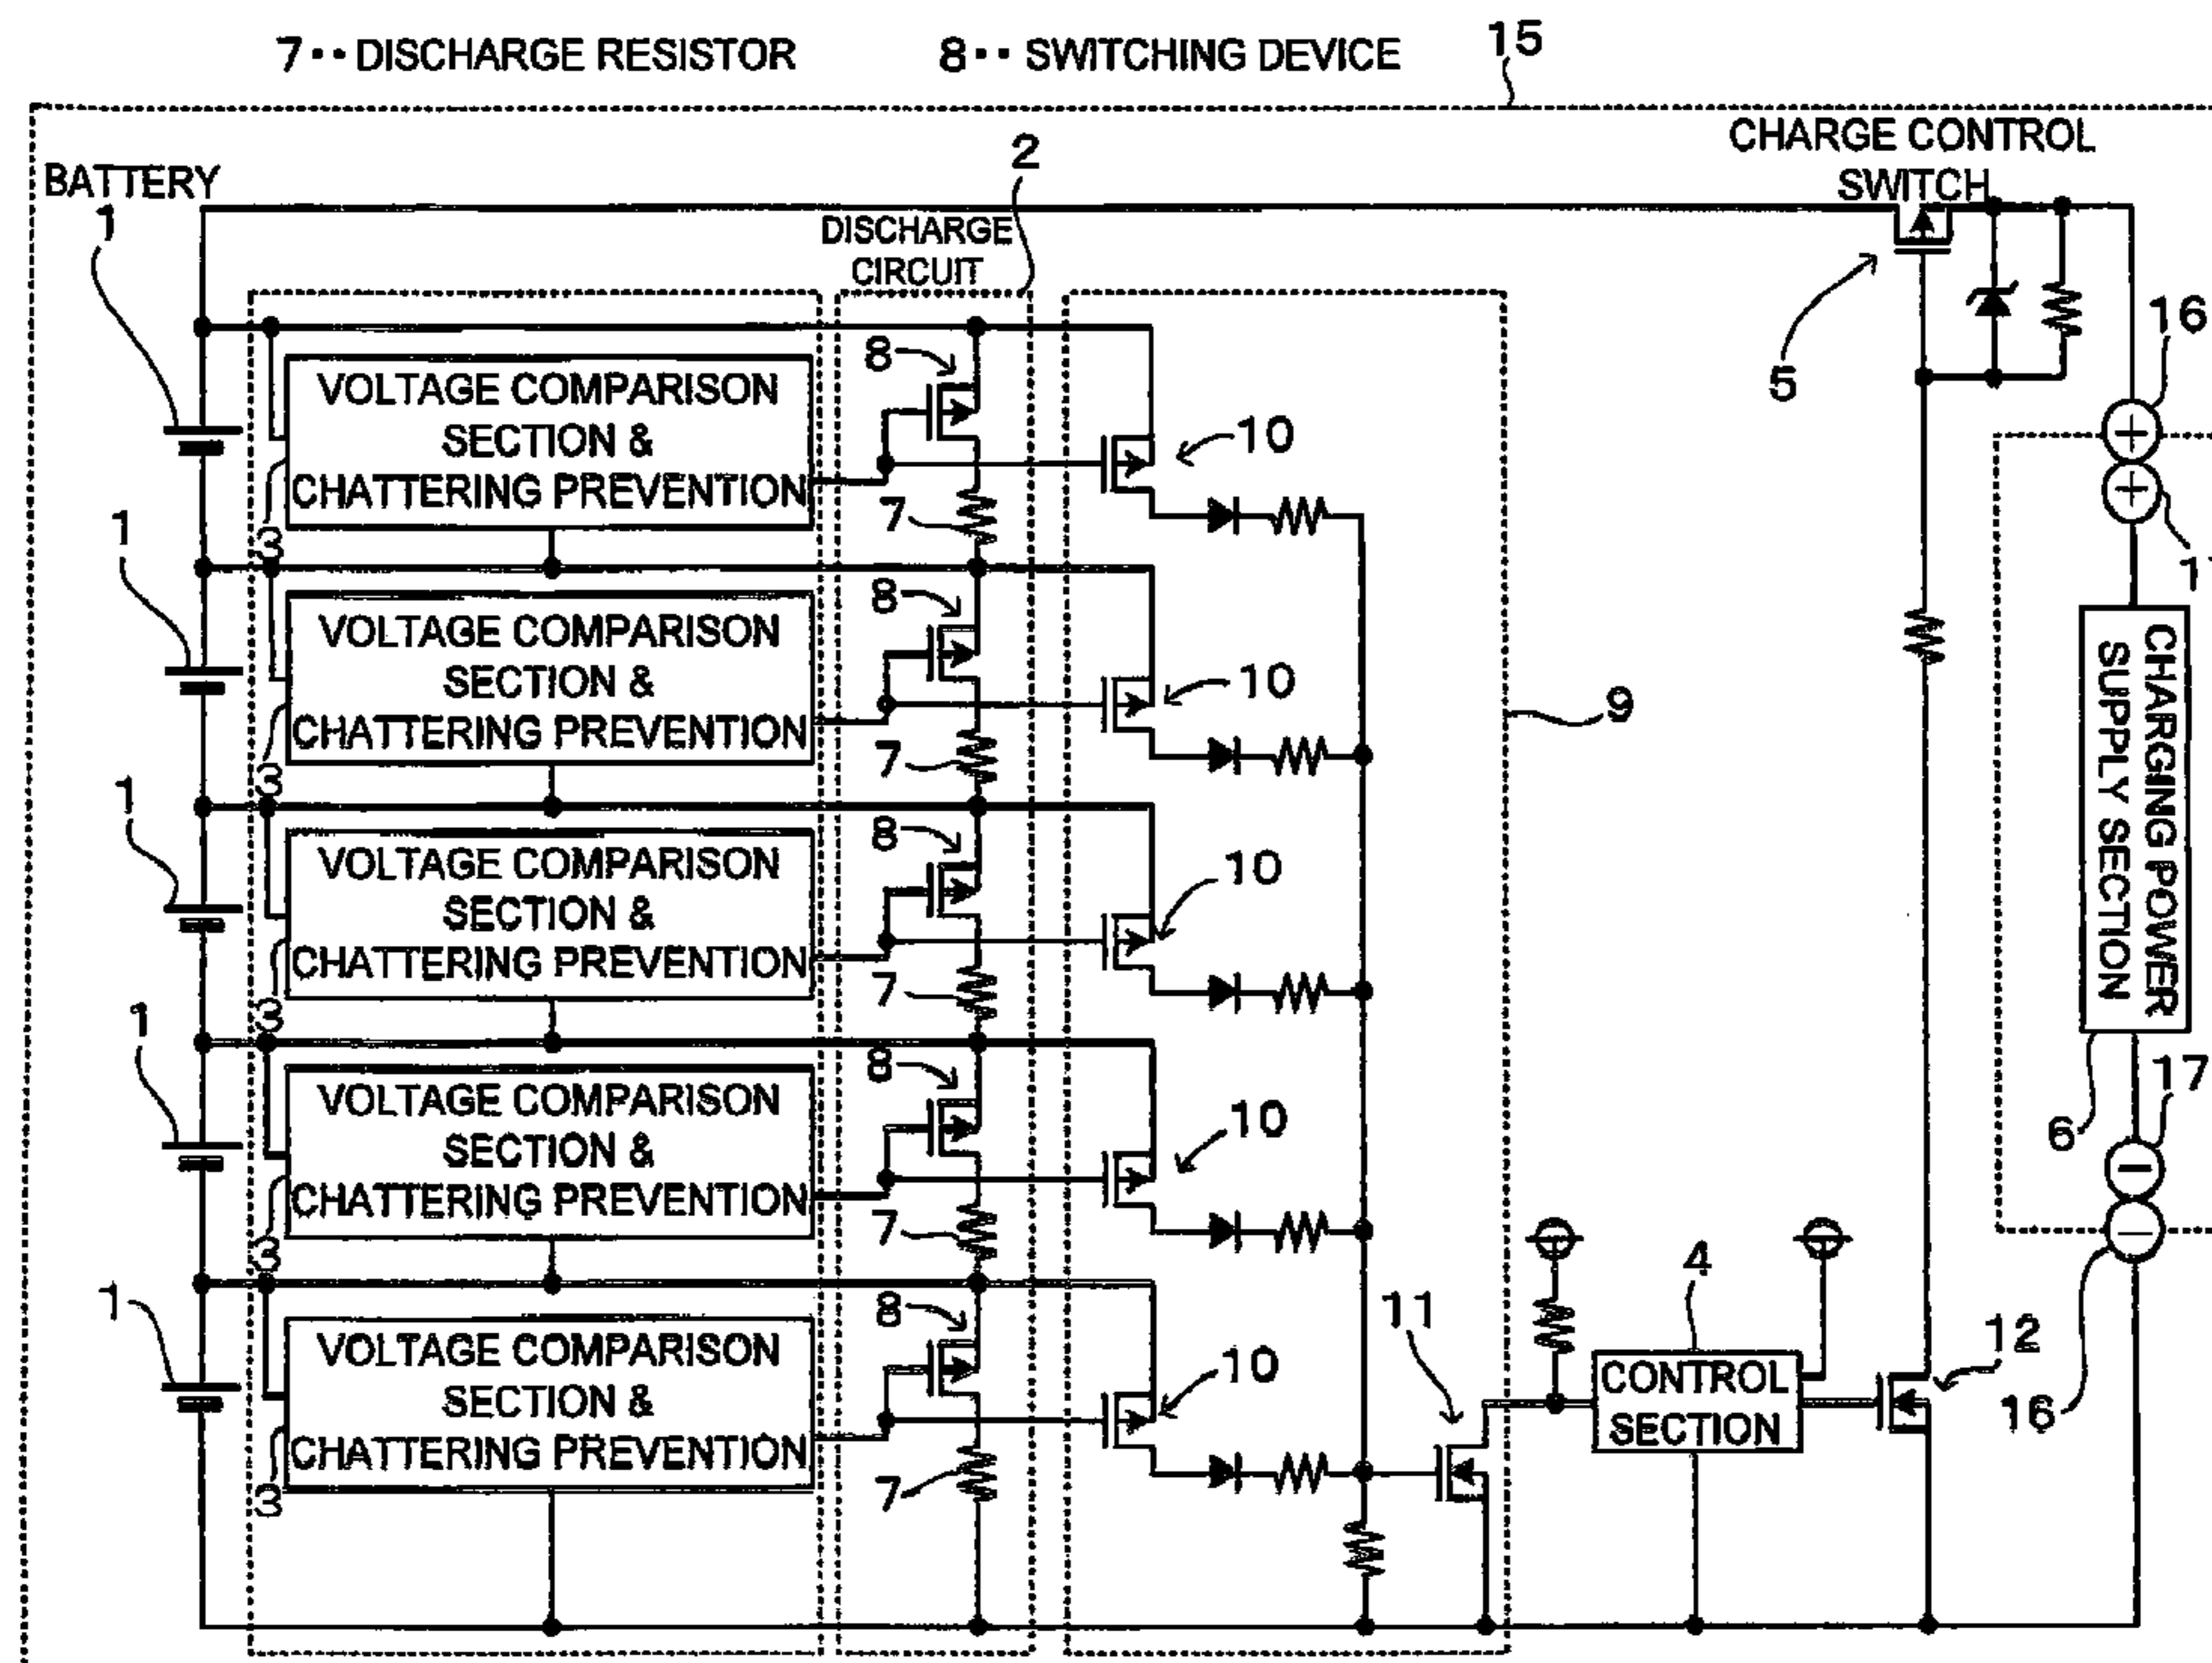 7·· DISCHARGE RESISTOR
8·· SWITCHING DEVICE
15
BATTERY
1
2
CHARGE CONTROL
SWITCH
DISCHARGE
CIRCUIT
5
16
VOLTAGE COMPARISON
SECTION &
CHATTERING PREVENTION
3
8
7
10
1
VOLTAGE COMPARISON
SECTION &
CHATTERING PREVENTION
3
8
7
10
9
CHARGING POWER
SUPPLY SECTION
1
VOLTAGE COMPARISON
SECTION &
CHATTERING PREVENTION
3
8
7
10
1
VOLTAGE COMPARISON
SECTION &
CHATTERING PREVENTION
3
8
7
10
6
17
1
VOLTAGE COMPARISON
SECTION &
CHATTERING PREVENTION
3
8
7
10
11
4
CONTROL
SECTION
12
16